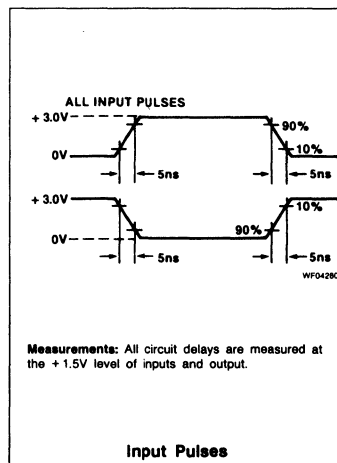 ALL INPUT PULSES
+ 3.0V
90%
10%
0V
5ns
5ns
+ 3.0V
10%
0V
90%
5ns
5ns
WF04280
Measurements: All circuit delays are measured at
the + 1.5V level of inputs and output.
Input Pulses